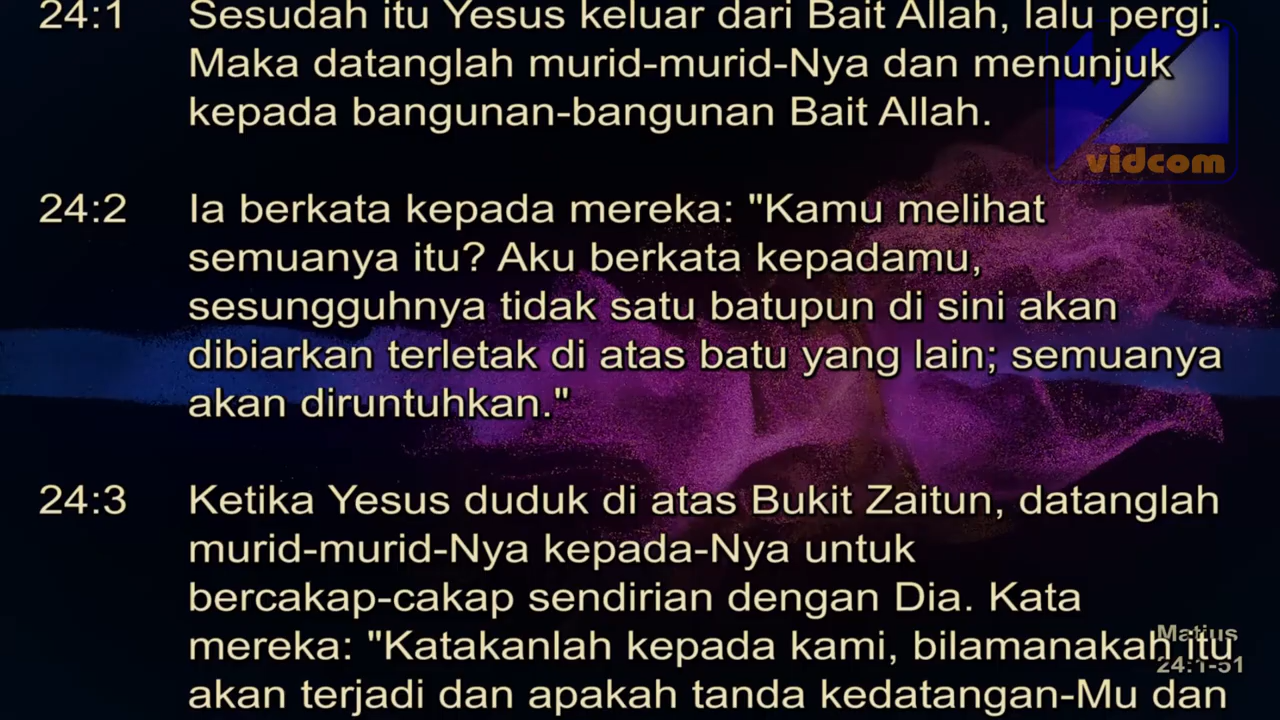 24:1 Sesudah itu Yesus keluar dari Bait Allah, lalu pergi.
Maka datanglah murid-murid-Nya dan menunjuk
kepada bangunan-bangunan Bait Allah.
vidcom
24:2 Ia berkata kepada mereka: "Kamu melihat
semuanya itu? Aku berkata kepadamu,
sesungguhnya tidak satu batupun di sini akan
dibiarkan terletak di atas batu yang lain; semuanya
akan diruntuhkan."
24:3 Ketika Yesus duduk di atas Bukit Zaitun, datanglah
murid-murid-Nya kepada-Nya untuk
bercakap-cakap sendirian dengan Dia. Kata
mereka: "Katakanlah kepada kami, bilamanakah itu
akan terjadi dan apakah tanda kedatangan-Mu dan
Matius
24:1-51